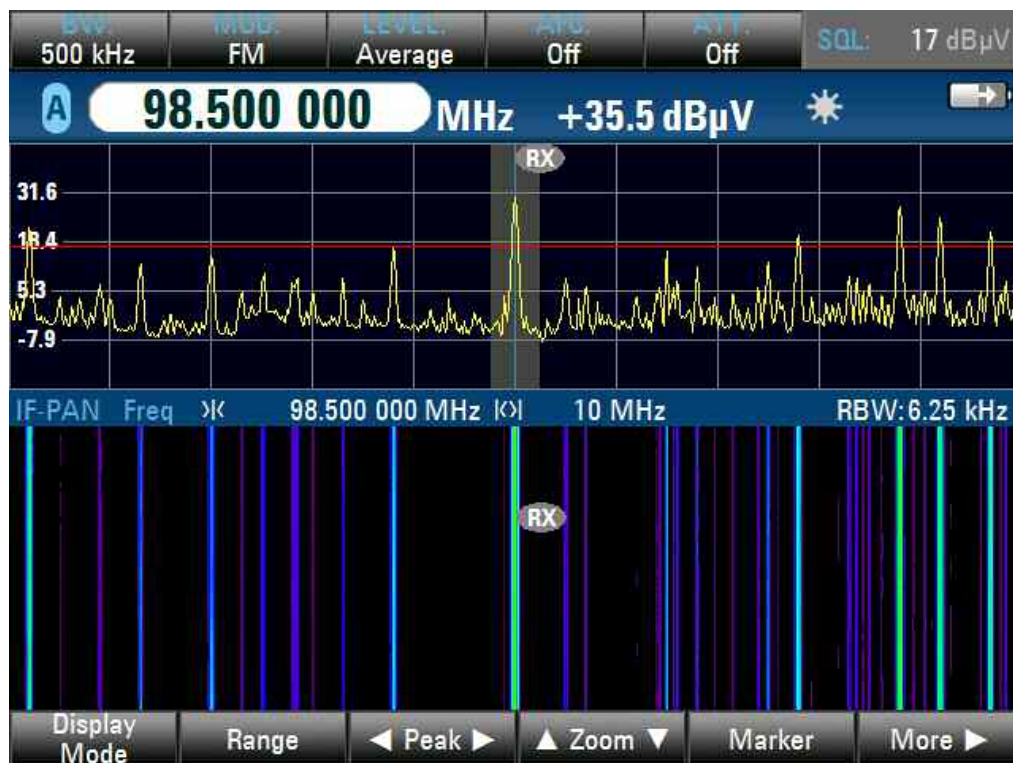 BW: MOD: LEVEL: AFC: ATT: SQL: 17 dBµV
500 kHz FM Average Off Off
A 98.500 000 MHz +35.5 dBµV
RX
31.6
18.4
5.3
-7.9
IF-PAN Freq 98.500 000 MHz 10 MHz RBW: 6.25 kHz
RX
Display Mode Range ◀ Peak ▶ ▲ Zoom ▼ Marker More ▶